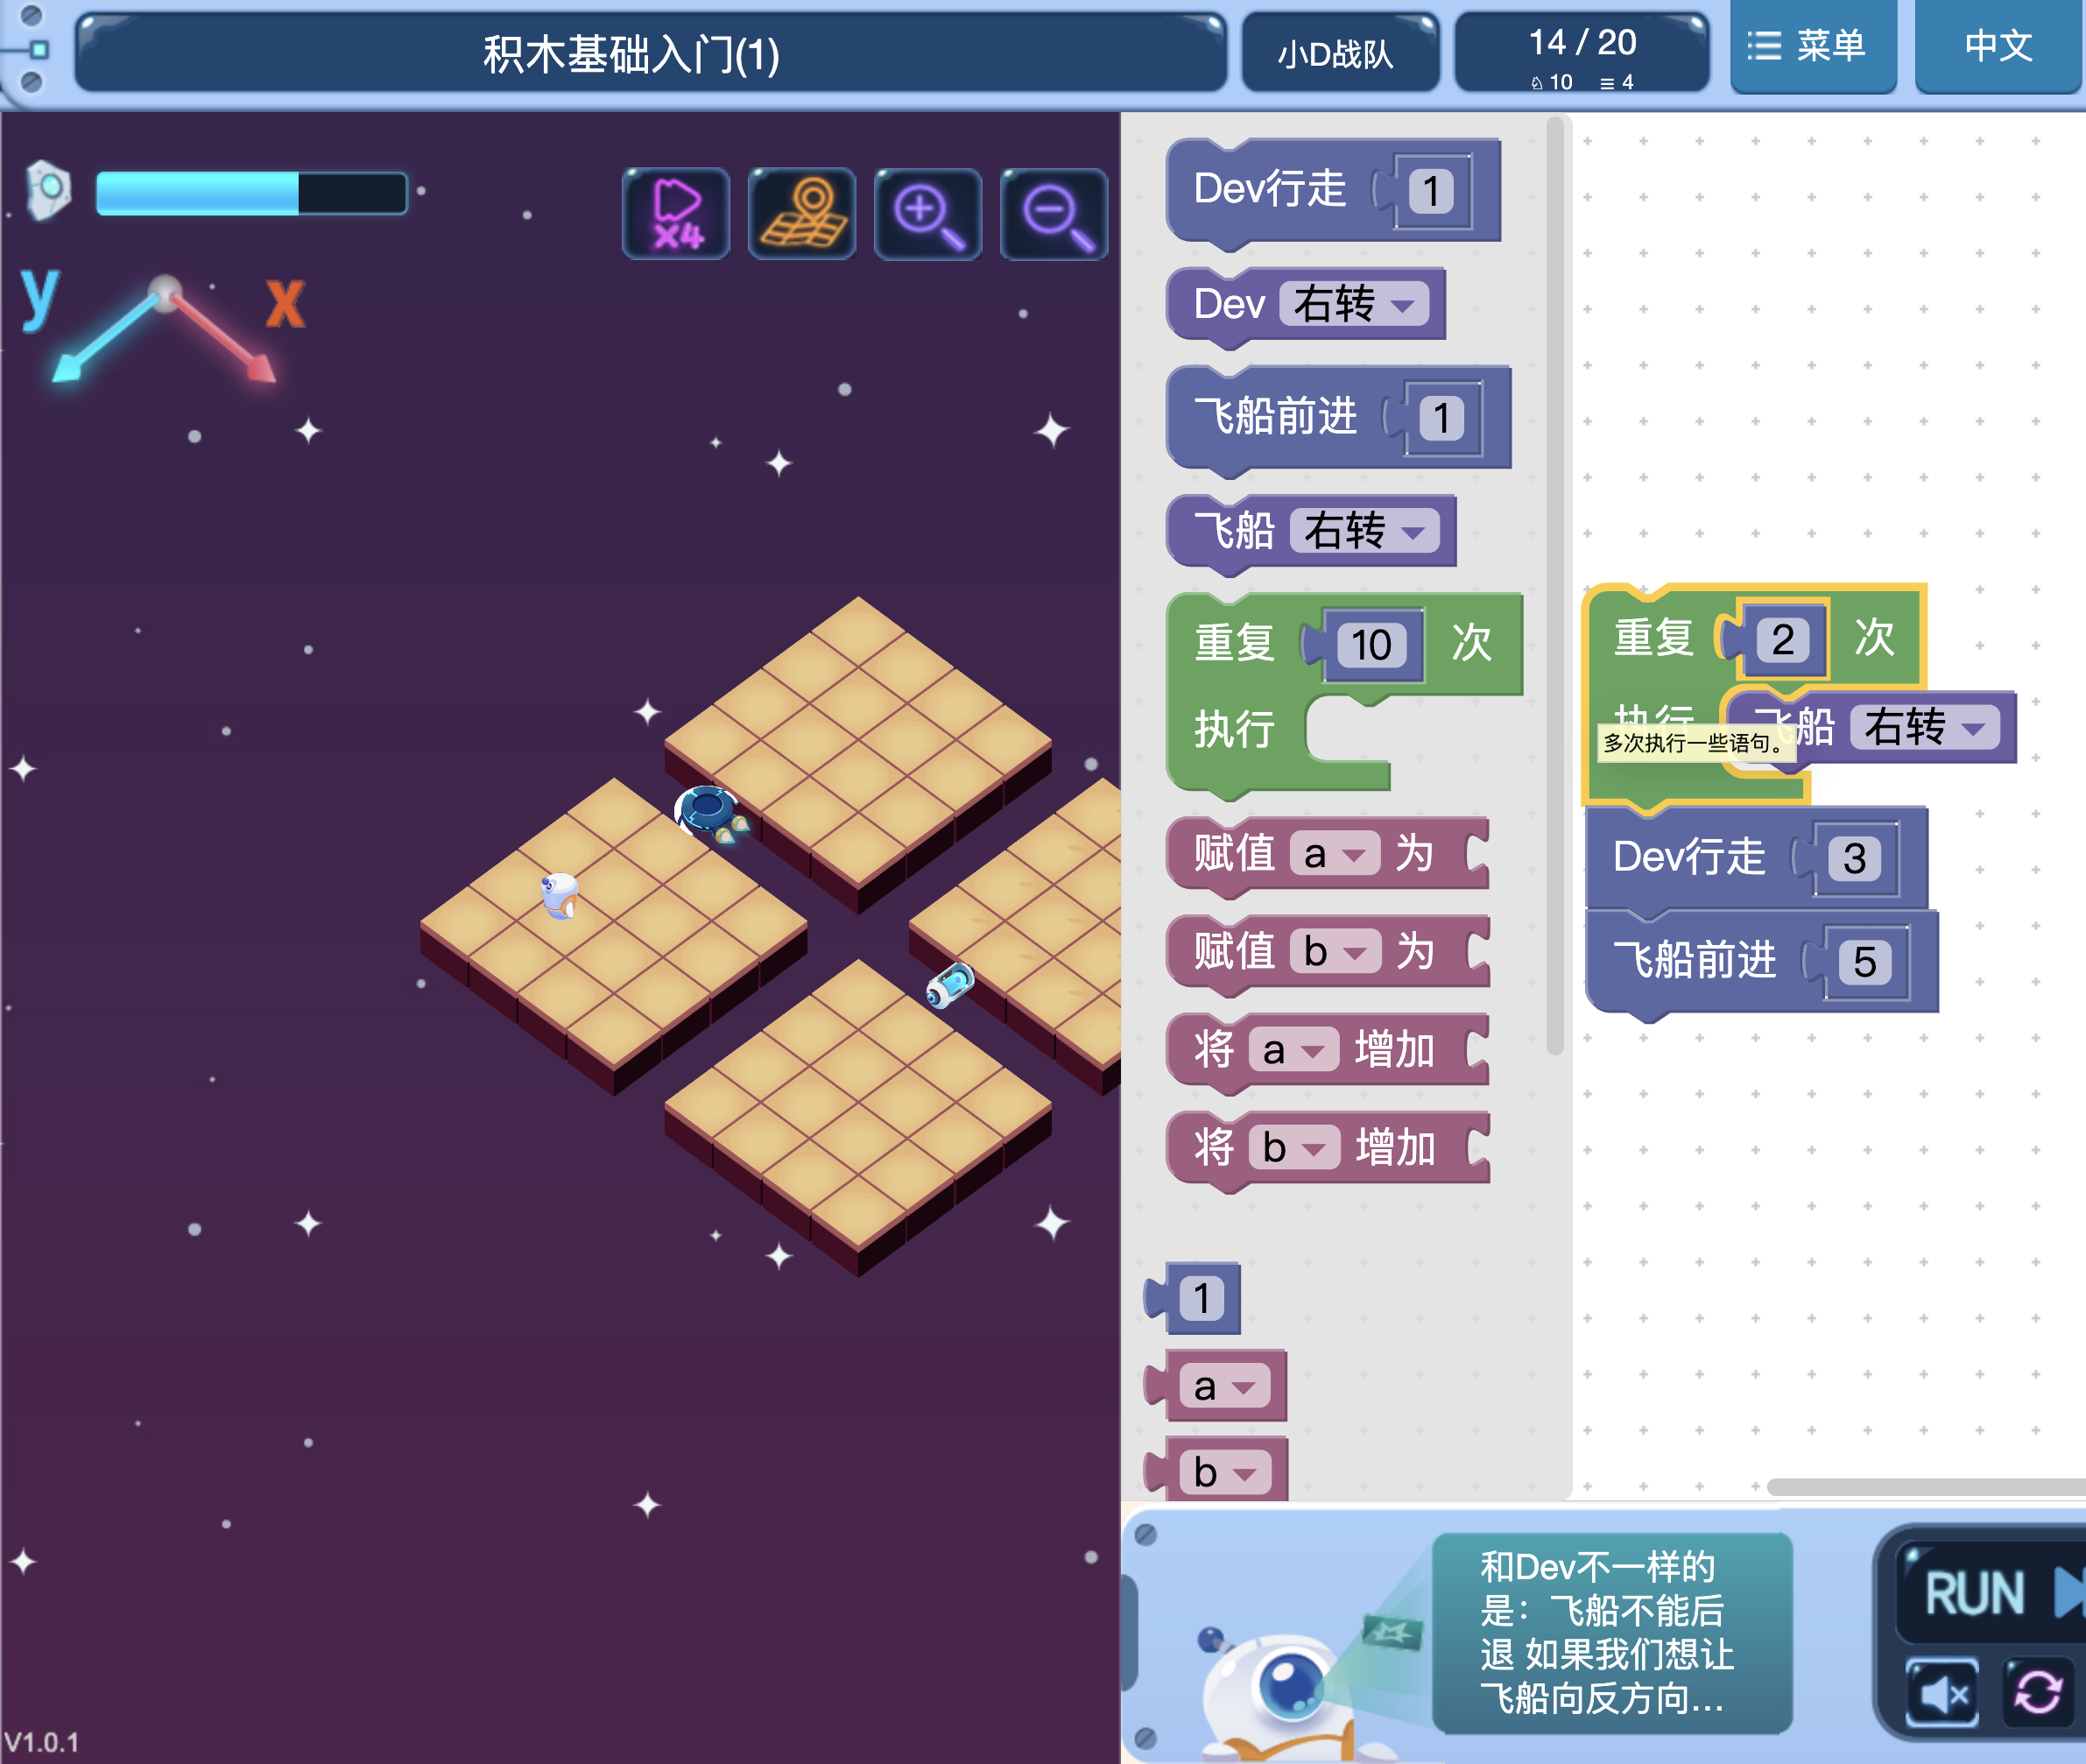 积木基础入门(1)
小D战队
14 / 20
10 4
菜单
中文
X4
y
x
Dev行走 1
Dev 右转
飞船前进 1
飞船 右转
重复 10 次
执行
赋值 a 为
赋值 b 为
将 a 增加
将 b 增加
1
a
b
重复 2 次
执行 飞船 右转
多次执行一些语句。
Dev行走 3
飞船前进 5
和Dev不一样的
是：飞船不能后
退 如果我们想让
飞船向反方向...
RUN
V1.0.1